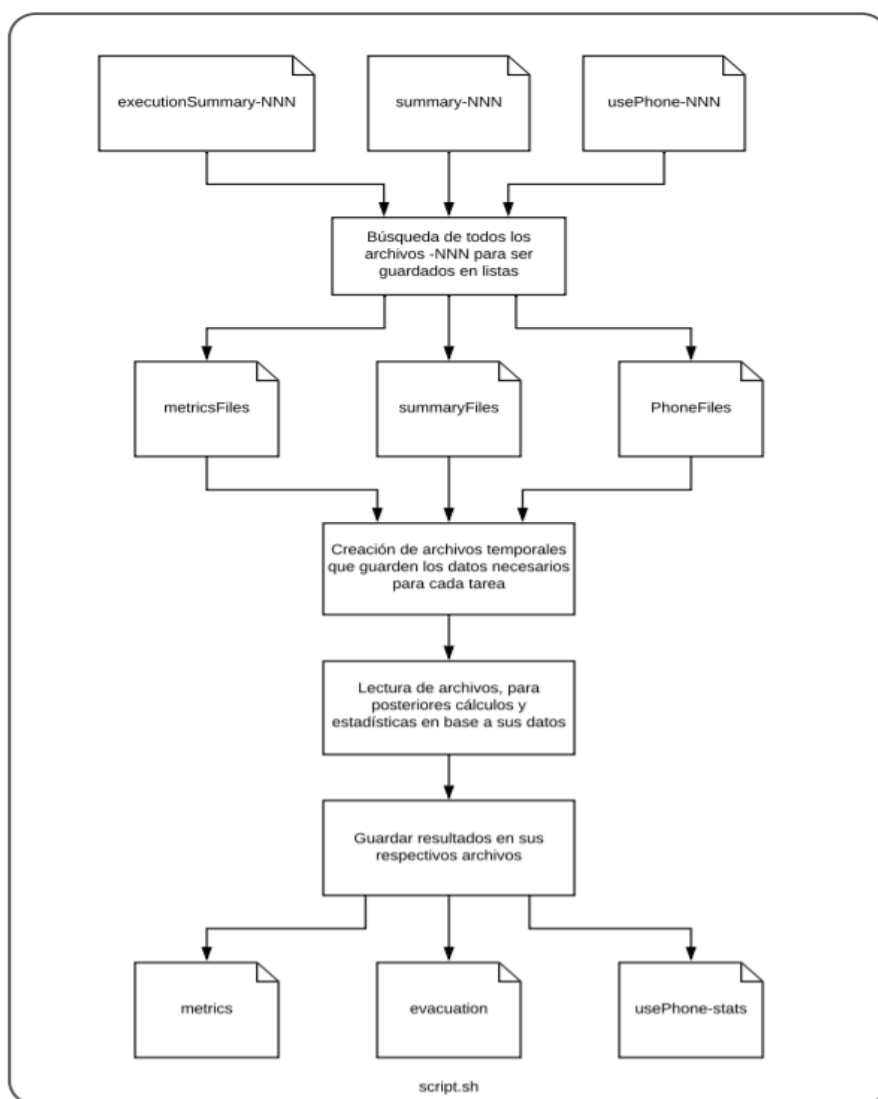 executionSummary-NNN
summary-NNN
usePhone-NNN
Búsqueda de todos los
archivos -NNN para ser
guardados en listas
metricsFiles
summaryFiles
PhoneFiles
Creación de archivos temporales
que guarden los datos necesarios
para cada tarea
Lectura de archivos, para
posteriores cálculos y
estadísticas en base a sus datos
Guardar resultados en sus
respectivos archivos
metrics
evacuation
usePhone-stats
script.sh